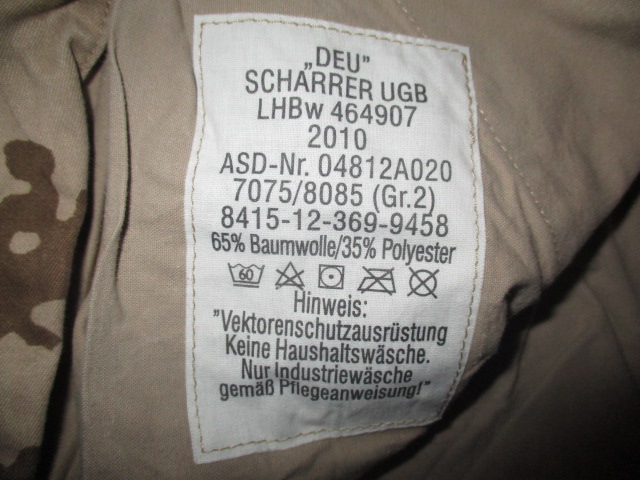 „DEU"
SCHARRER UGB
LHBw 464907
2010
ASD-Nr. 04812A020
7075/8085 (Gr.2)
8415-12-369-9458
65% Baumwolle/35% Polyester
60
Hinweis:
"Vektorenschutzausrüstung
Keine Haushaltswäsche.
Nur Industriewäsche
gemäß Pflegeanweisung!"